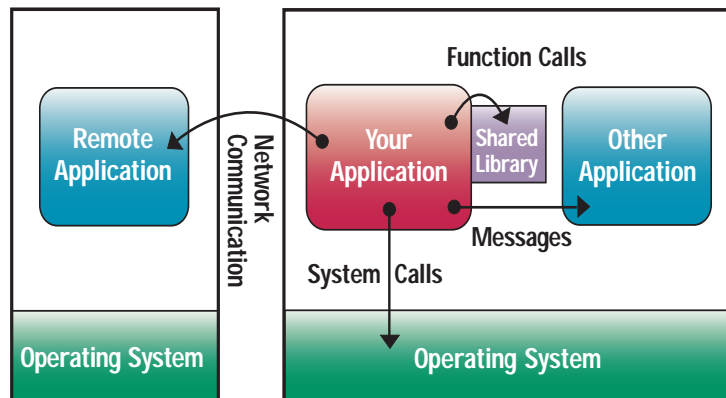 Function Calls
Remote
Application
Network
Communication
Your
Application
Shared
Library
Other
Application
Messages
System Calls
Operating System
Operating System